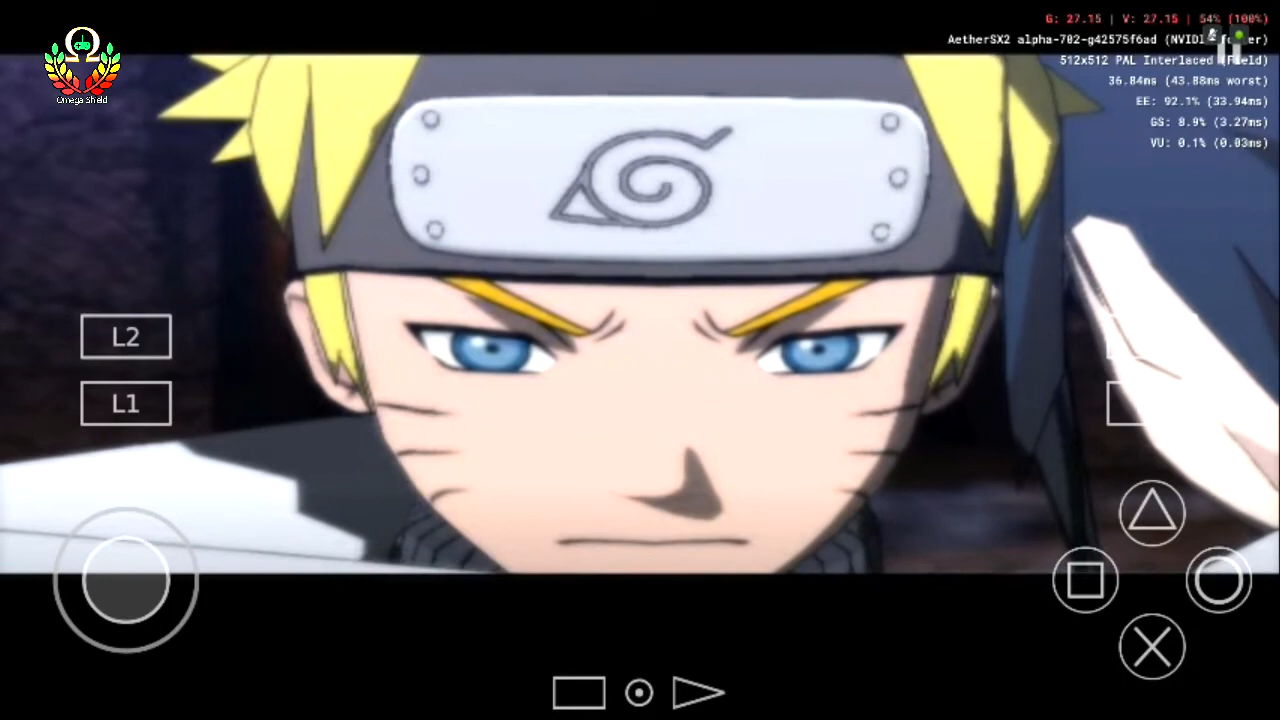 G: 27.15 | V: 27.15 | 54% (100%)
AetherSX2 alpha-702-g42575f6ad
512x512 PAL Interlaced
36.84ms (43.88ms worst)
EE: 92.1% (33.94ms)
GS: 8.9% (3.27ms)
VU: 0.1% (0.03ms)
Ω
Omega Shield
L2
L1